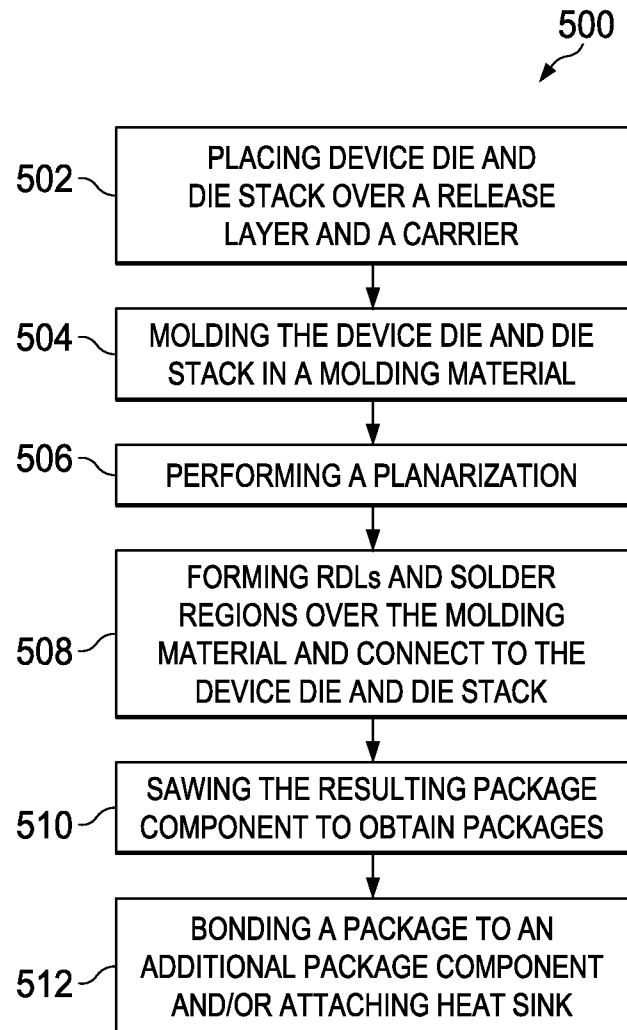 500
502
PLACING DEVICE DIE AND
DIE STACK OVER A RELEASE
LAYER AND A CARRIER
504
MOLDING THE DEVICE DIE AND DIE
STACK IN A MOLDING MATERIAL
506
PERFORMING A PLANARIZATION
508
FORMING RDLs AND SOLDER
REGIONS OVER THE MOLDING
MATERIAL AND CONNECT TO THE
DEVICE DIE AND DIE STACK
510
SAWING THE RESULTING PACKAGE
COMPONENT TO OBTAIN PACKAGES
512
BONDING A PACKAGE TO AN
ADDITIONAL PACKAGE COMPONENT
AND/OR ATTACHING HEAT SINK